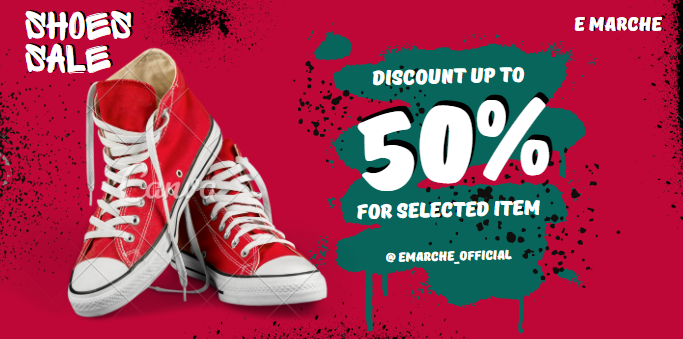 SHOES
SALE
E MARCHE
DISCOUNT UP TO
50%
FOR SELECTED ITEM
@ EMARCHE_OFFICIAL